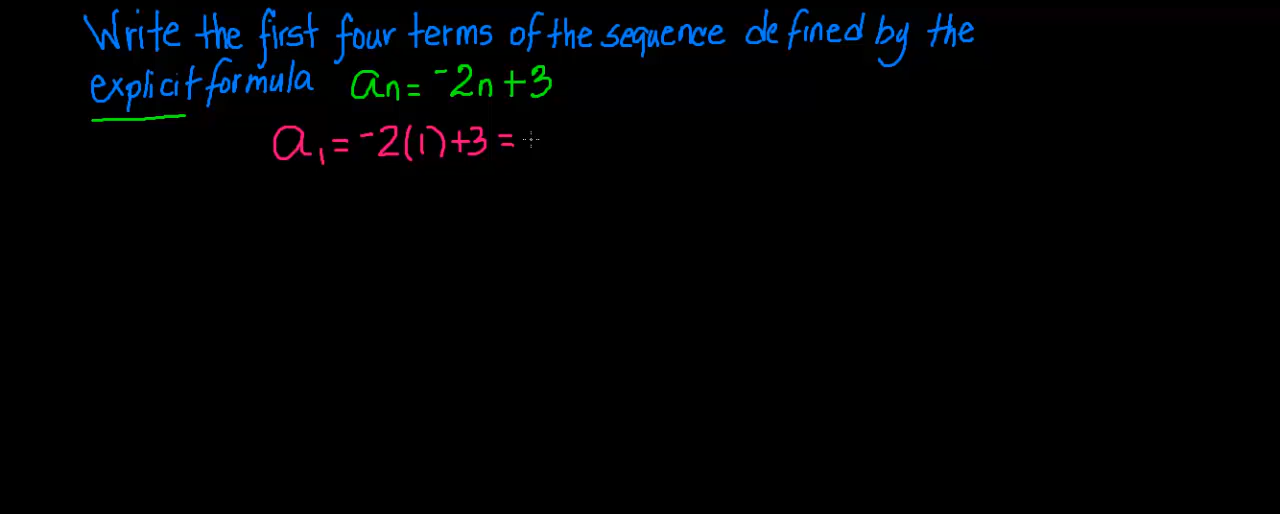 Write the first four terms of the sequence defined by the
explicit formula an = -2n + 3
a₁ = -2(1) + 3 =